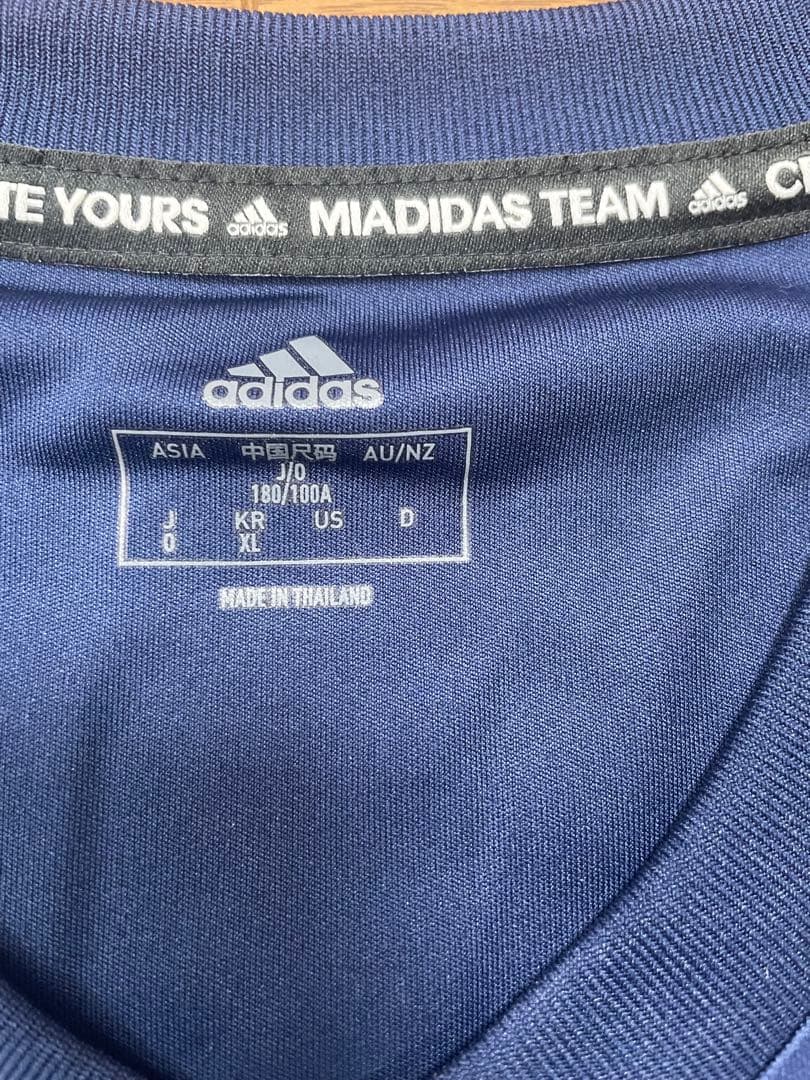 TE YOURS adidas MIADIDAS TEAM adidas
adidas
ASIA 中国尺码 AU/NZ
J/O
180/100A
J KR US D
O XL
MADE IN THAILAND